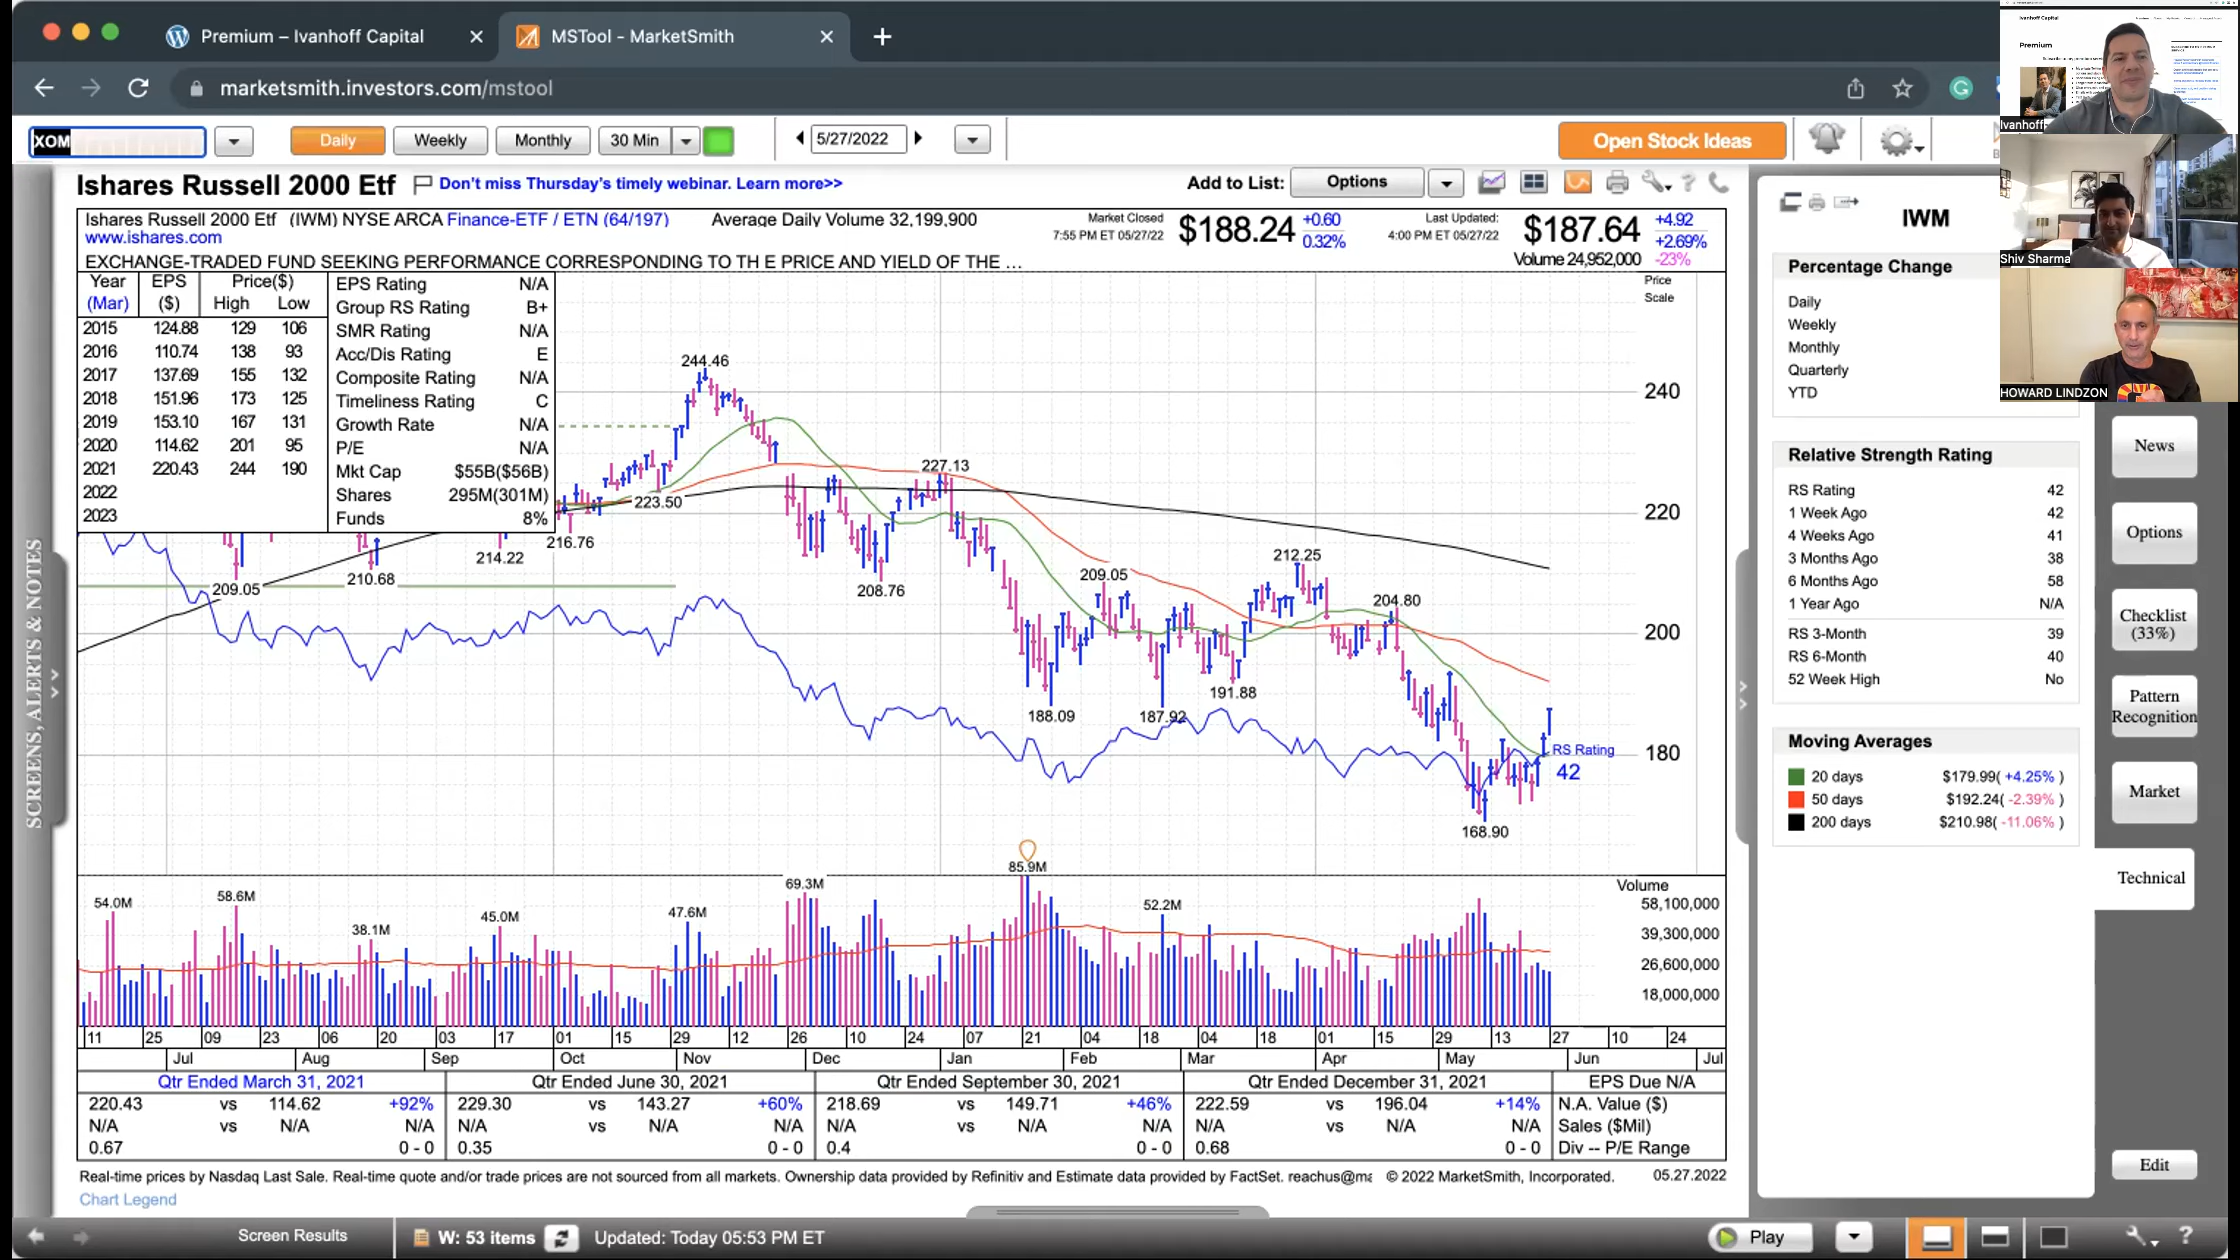 Premium – Ivanhoff Capital
MSTool - MarketSmith
marketsmith.investors.com/mstool
XOM
Daily
Weekly
Monthly
30 Min
5/27/2022
Open Stock Ideas
Ishares Russell 2000 Etf
Don't miss Thursday's timely webinar. Learn more>>
Add to List:
Options
Ishares Russell 2000 Etf (IWM) NYSE ARCA Finance-ETF / ETN (64/197) Average Daily Volume 32,199,900
www.ishares.com
EXCHANGE-TRADED FUND SEEKING PERFORMANCE CORRESPONDING TO TH E PRICE AND YIELD OF THE ...
Market Closed
7:55 PM ET 05/27/22
$188.24
+0.60
0.32%
Last Updated:
4:00 PM ET 05/27/22
$187.64
+4.92
+2.69%
Volume 24,952,000 -23%
Year EPS Price($)
(Mar) ($) High Low
2015 124.88 129 106
2016 110.74 138 93
2017 137.69 155 132
2018 151.96 173 125
2019 153.10 167 131
2020 114.62 201 95
2021 220.43 244 190
2022
2023
EPS Rating N/A
Group RS Rating B+
SMR Rating N/A
Acc/Dis Rating E
Composite Rating N/A
Timeliness Rating C
Growth Rate N/A
P/E N/A
Mkt Cap $55B($56B)
Shares 295M(301M)
Funds 8%
Price
Scale
240
220
200
180
244.46
227.13
223.50
216.76
214.22
210.68
209.05
208.76
212.25
209.05
204.80
191.88
188.09
187.92
168.90
RS Rating
42
85.9M
69.3M
54.0M
58.6M
38.1M
45.0M
47.6M
52.2M
Volume
58,100,000
39,300,000
26,600,000
18,000,000
11 25 09 23 06 20 03 17 01 15 29 12 26 10 24 07 21 04 18 04 18 01 15 29 13 27 10 24
Jul Aug Sep Oct Nov Dec Jan Feb Mar Apr May Jun Jul
Qtr Ended March 31, 2021 Qtr Ended June 30, 2021 Qtr Ended September 30, 2021 Qtr Ended December 31, 2021 EPS Due N/A
220.43 vs 114.62 +92% 229.30 vs 143.27 +60% 218.69 vs 149.71 +46% 222.59 vs 196.04 +14% N.A. Value ($)
N/A vs N/A N/A N/A vs N/A N/A N/A vs N/A N/A N/A vs N/A N/A Sales ($Mil)
0.67 0 - 0 0.35 0 - 0 0.4 0 - 0 0.68 0 - 0 Div -- P/E Range
Real-time prices by Nasdaq Last Sale. Real-time quote and/or trade prices are not sourced from all markets. Ownership data provided by Refinitiv and Estimate data provided by FactSet. reachus@ma © 2022 MarketSmith, Incorporated. 05.27.2022
Chart Legend
SCREENS, ALERTS & NOTES
IWM
Percentage Change
Daily
Weekly
Monthly
Quarterly
YTD
Relative Strength Rating
RS Rating 42
1 Week Ago 42
4 Weeks Ago 41
3 Months Ago 38
6 Months Ago 58
1 Year Ago N/A
RS 3-Month 39
RS 6-Month 40
52 Week High No
Moving Averages
20 days $179.99( +4.25% )
50 days $192.24( -2.39% )
200 days $210.98( -11.06% )
News
Options
Checklist
(33%)
Pattern
Recognition
Market
Technical
Edit
Ivanhoff Capital
Premium
Ivanhoff
Shiv Sharma
HOWARD LINDZON
Screen Results
W: 53 items
Updated: Today 05:53 PM ET
Play